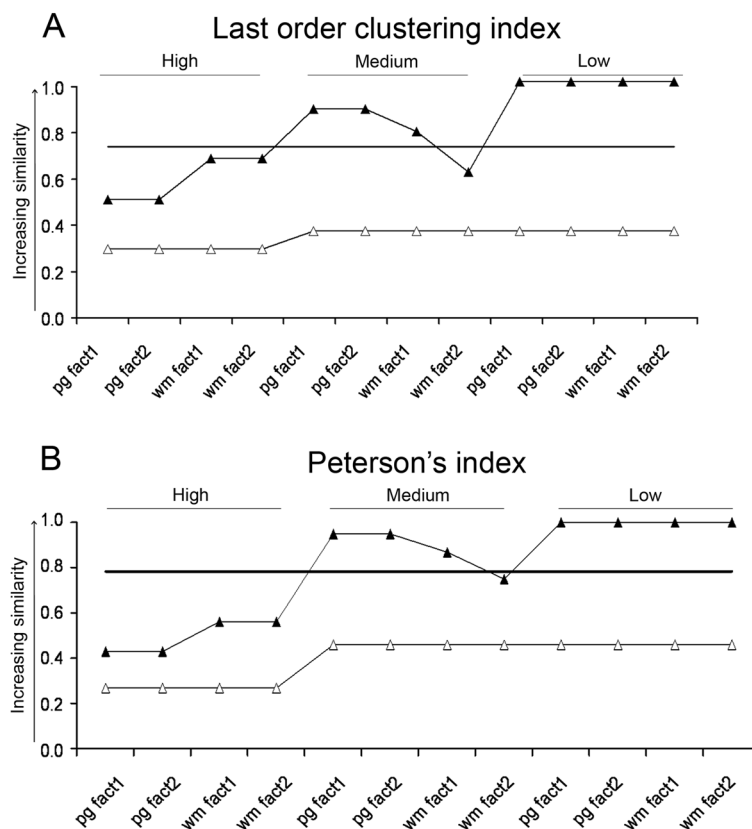 A
Last order clustering index
High
Medium
Low
Increasing similarity
1.0
0.8
0.6
0.4
0.2
0.0
pg fact1
pg fact2
wm fact1
wm fact2
pg fact1
pg fact2
wm fact1
wm fact2
pg fact1
pg fact2
wm fact1
wm fact2
B
Peterson's index
High
Medium
Low
Increasing similarity
1.0
0.8
0.6
0.4
0.2
0.0
pg fact1
pg fact2
wm fact1
wm fact2
pg fact1
pg fact2
wm fact1
wm fact2
pg fact1
pg fact2
wm fact1
wm fact2